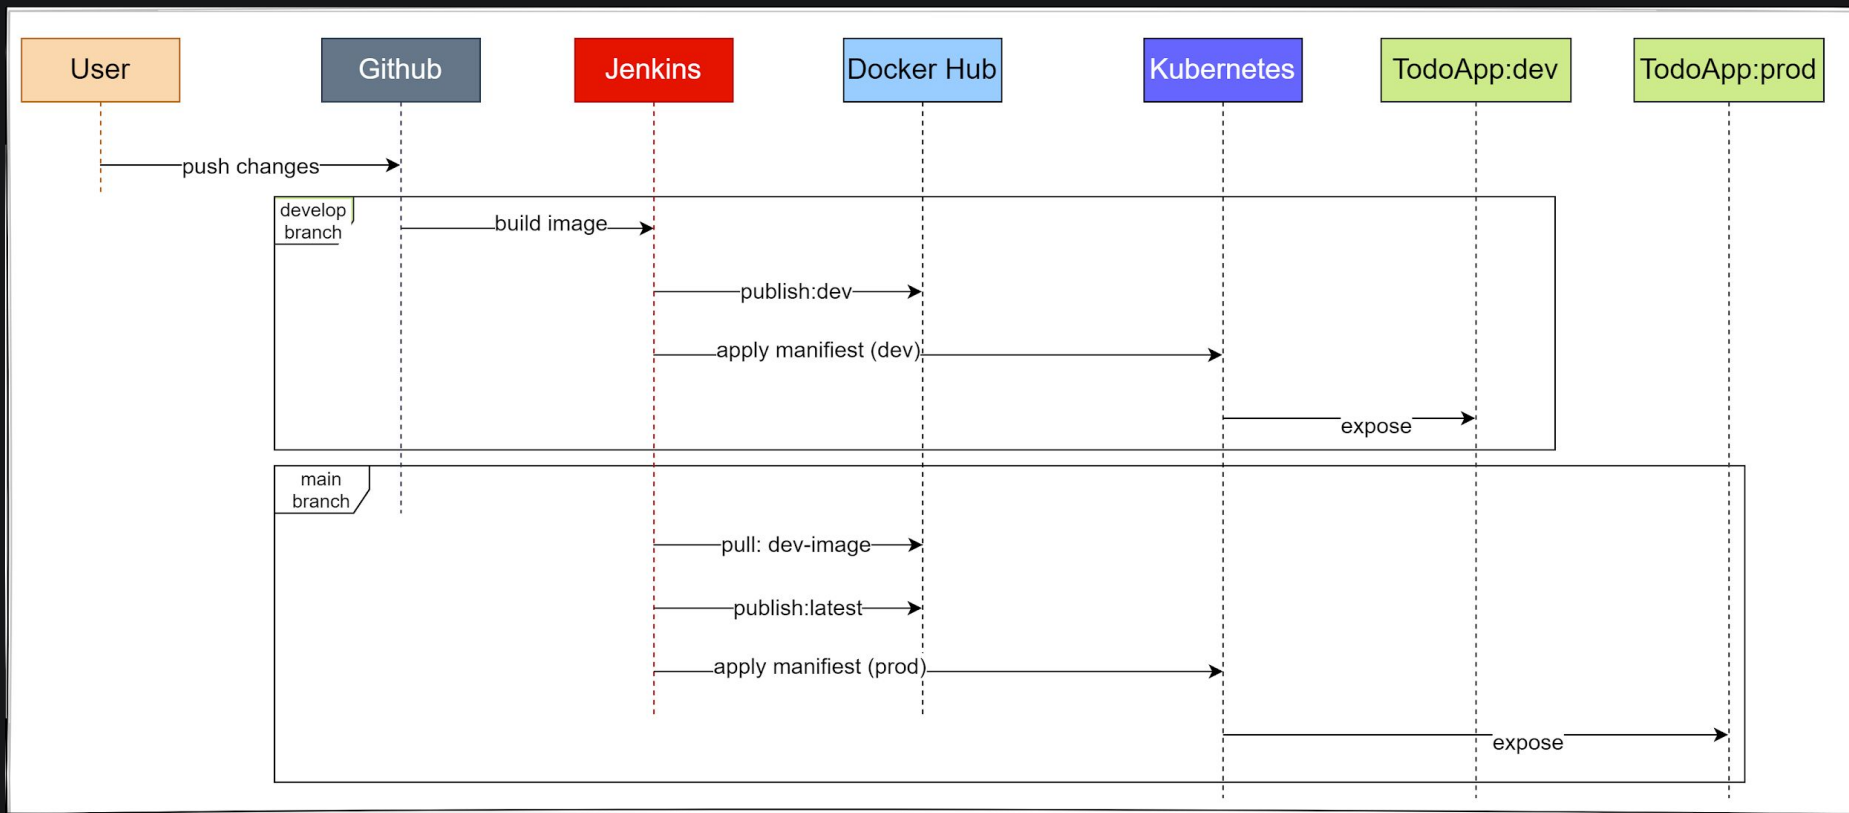 User
Github
Jenkins
Docker Hub
Kubernetes
TodoApp:dev
TodoApp:prod
push changes
develop
branch
build image
publish:dev
apply manifiest (dev)
expose
main
branch
pull: dev-image
publish:latest
apply manifiest (prod)
expose